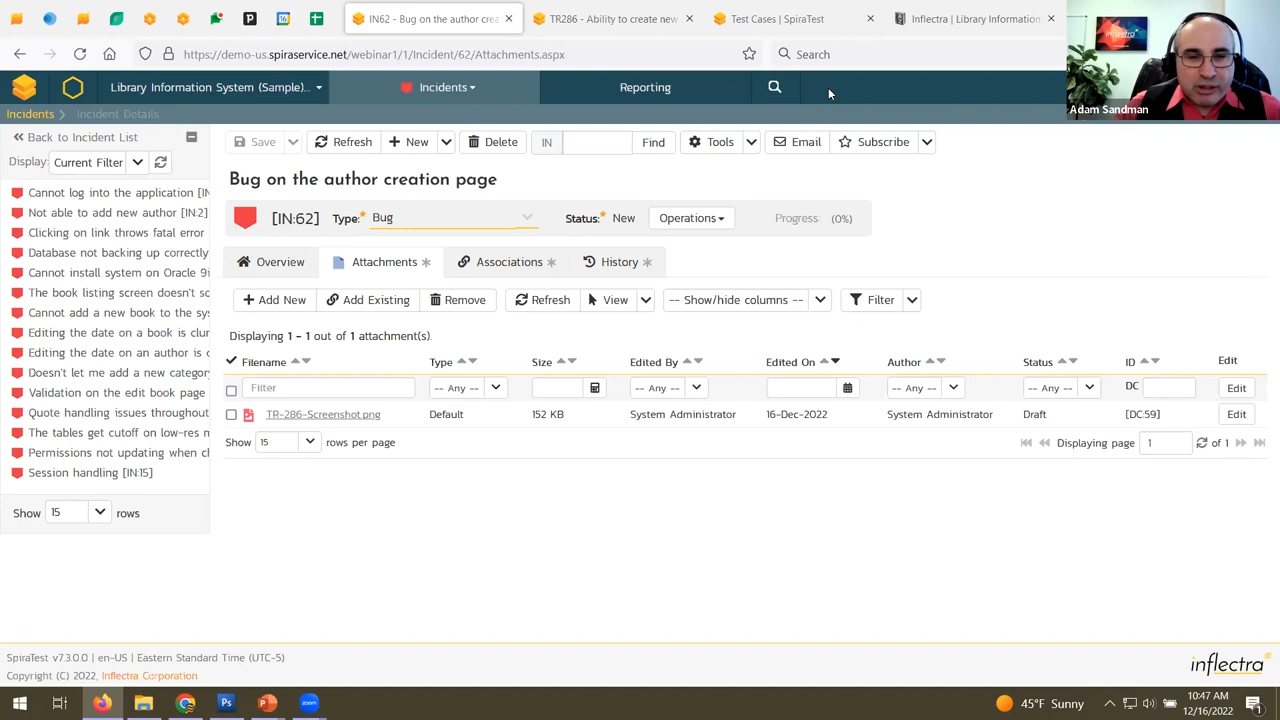 IN62 - Bug on the author crea
TR286 - Ability to create new
Test Cases | SpiraTest
Inflectra | Library Information
https://demo-us.spiraservice.net/webinar17/1/Incident/62/Attachments.aspx
Search
Library Information System (Sample)...
Incidents
Reporting
inflectra
Adam Sandman
Incidents
Incident Details
Back to Incident List
Display:
Current Filter
Cannot log into the application [IN
Not able to add new author [IN:2]
Clicking on link throws fatal error
Database not backing up correctly
Cannot install system on Oracle 9i
The book listing screen doesn't so
Cannot add a new book to the sys
Editing the date on a book is clun
Editing the date on an author is c
Doesn't let me add a new category
Validation on the edit book page
Quote handling issues throughout
The tables get cutoff on low-res m
Permissions not updating when ch
Session handling [IN:15]
Show
15
rows
Save
Refresh
New
Delete
IN
Find
Tools
Email
Subscribe
Bug on the author creation page
[IN:62]
Type:*
Bug
Status:*
New
Operations
Progress:
(0%)
Overview
Attachments
Associations
History
Add New
Add Existing
Remove
Refresh
View
-- Show/hide columns --
Filter
Displaying 1 - 1 out of 1 attachment(s).
Filename
Type
Size
Edited By
Edited On
Author
Status
ID
Edit
Filter
-- Any --
-- Any --
-- Any --
-- Any --
DC
Edit
TR-286-Screenshot.png
Default
152 KB
System Administrator
16-Dec-2022
System Administrator
Draft
[DC:59]
Edit
Show
15
rows per page
Displaying page
1
of 1
SpiraTest v7.3.0.0 | en-US | Eastern Standard Time (UTC-5)
Copyright (C) 2022, Inflectra Corporation
inflectra
45°F Sunny
10:47 AM
12/16/2022